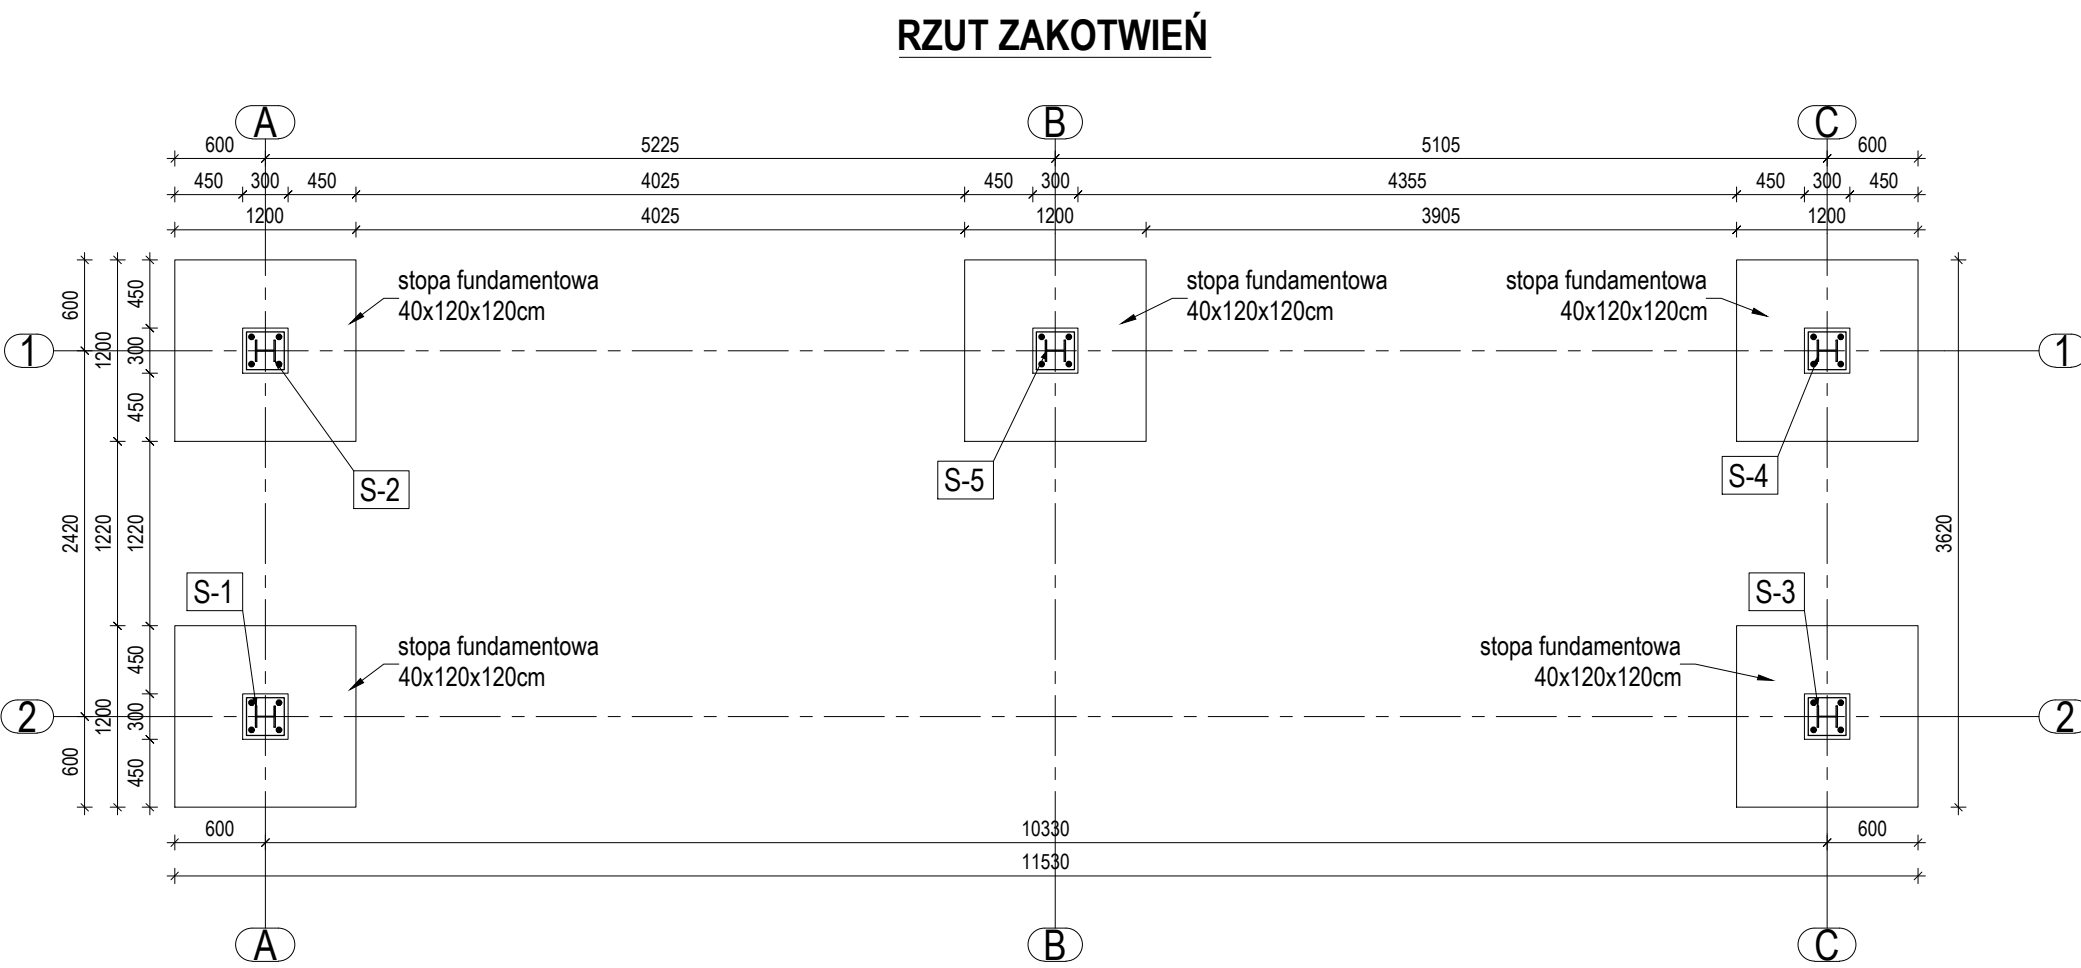 RZUT ZAKOTWIEŃ
A B C
600 5225 5105 600
450 300 450 4025 450 300 4355 450 300 450
1200 4025 1200 3905 1200
stopa fundamentowa
40x120x120cm
stopa fundamentowa
40x120x120cm
stopa fundamentowa
40x120x120cm
600 1200 450 300 450
1 1
S-2 S-5 S-4
2420 1220 1220 3620
S-1 S-3
stopa fundamentowa
40x120x120cm
stopa fundamentowa
40x120x120cm
600 1200 450 300 450
2 2
600 10330 600
11530
A B C